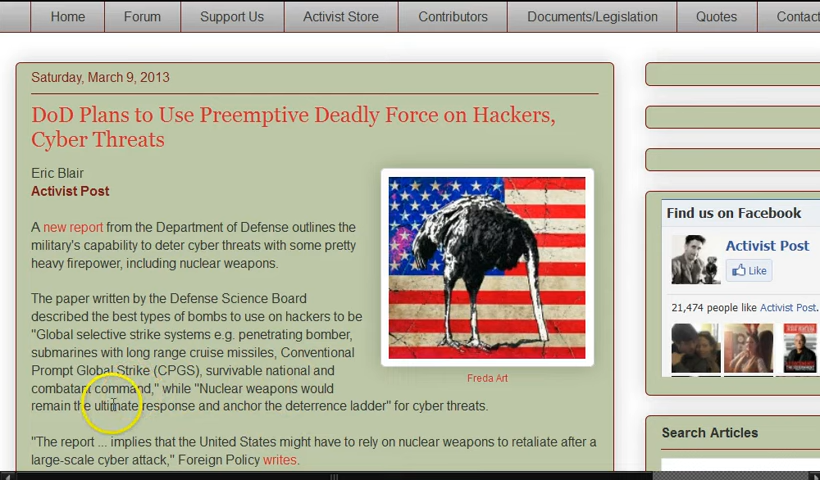 Home Forum Support Us Activist Store Contributors Documents/Legislation Quotes Contact
Saturday, March 9, 2013
DoD Plans to Use Preemptive Deadly Force on Hackers,
Cyber Threats
Eric Blair
Activist Post
A new report from the Department of Defense outlines the
military's capability to deter cyber threats with some pretty
heavy firepower, including nuclear weapons.
The paper written by the Defense Science Board
described the best types of bombs to use on hackers to be
"Global selective strike systems e.g. penetrating bomber,
submarines with long range cruise missiles, Conventional
Prompt Global Strike (CPGS), survivable national and
combatant command," while "Nuclear weapons would
remain the ultimate response and anchor the deterrence ladder" for cyber threats.
Freda Art
"The report ... implies that the United States might have to rely on nuclear weapons to retaliate after a
large-scale cyber attack," Foreign Policy writes.
Find us on Facebook
Activist Post
Like
21,474 people like Activist Post.
Search Articles